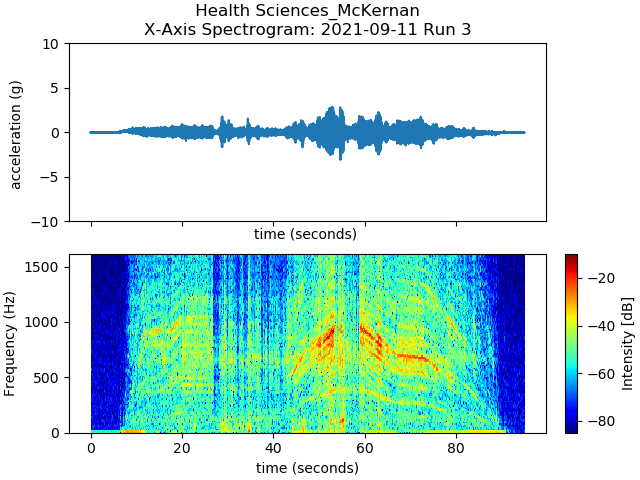 Health Sciences_McKernan
X-Axis Spectrogram: 2021-09-11 Run 3
10
5
0
−5
−10
acceleration (g)
time (seconds)
1500
1000
500
0
Frequency (Hz)
0 20 40 60 80
time (seconds)
−20
−40
−60
−80
Intensity [dB]